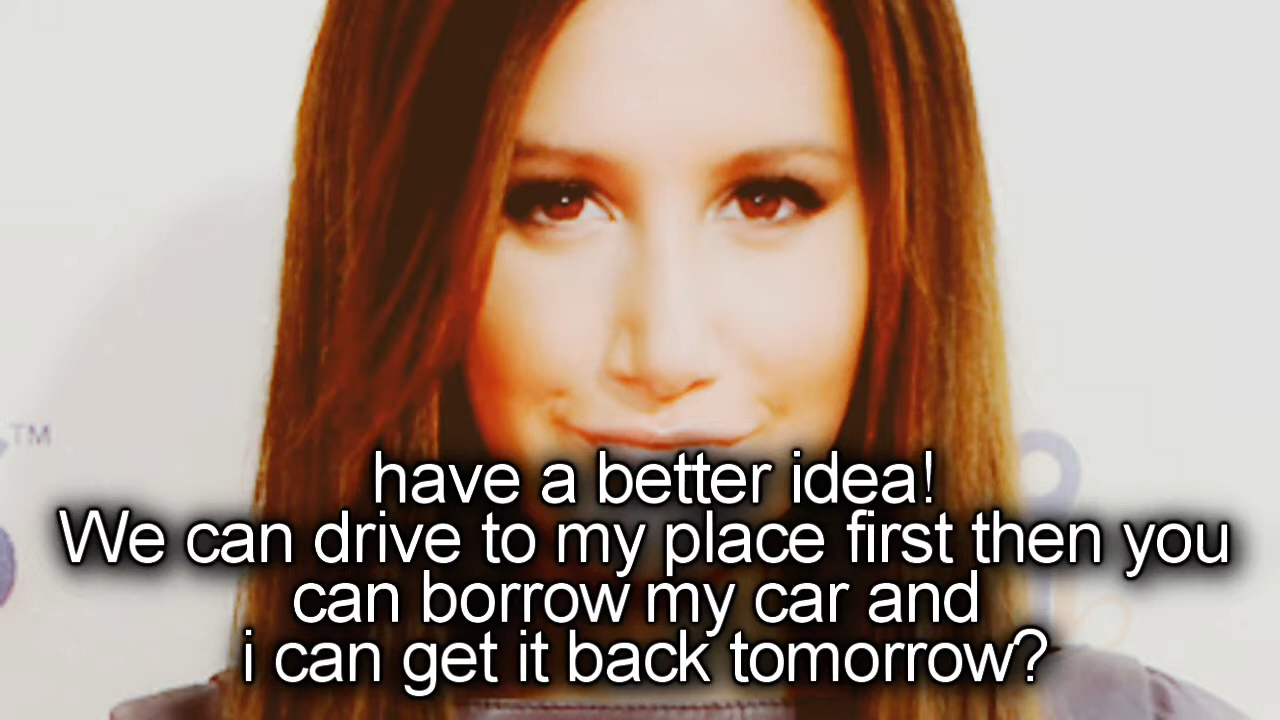 TM
have a better idea!
We can drive to my place first then you
can borrow my car and
i can get it back tomorrow?